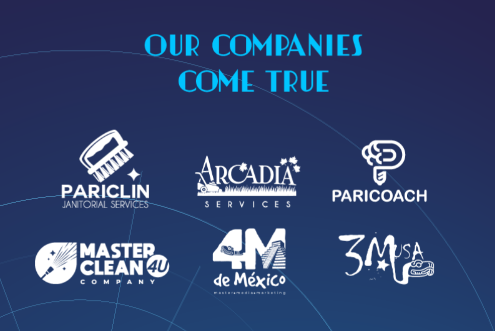 OUR COMPANIES
COME TRUE
PARICLIN
JANITORIAL SERVICES
ARCADIA
SERVICES
PARICOACH
MASTER
CLEAN 4U
COMPANY
4M
de México
mastersmediaamarketing
3M USA